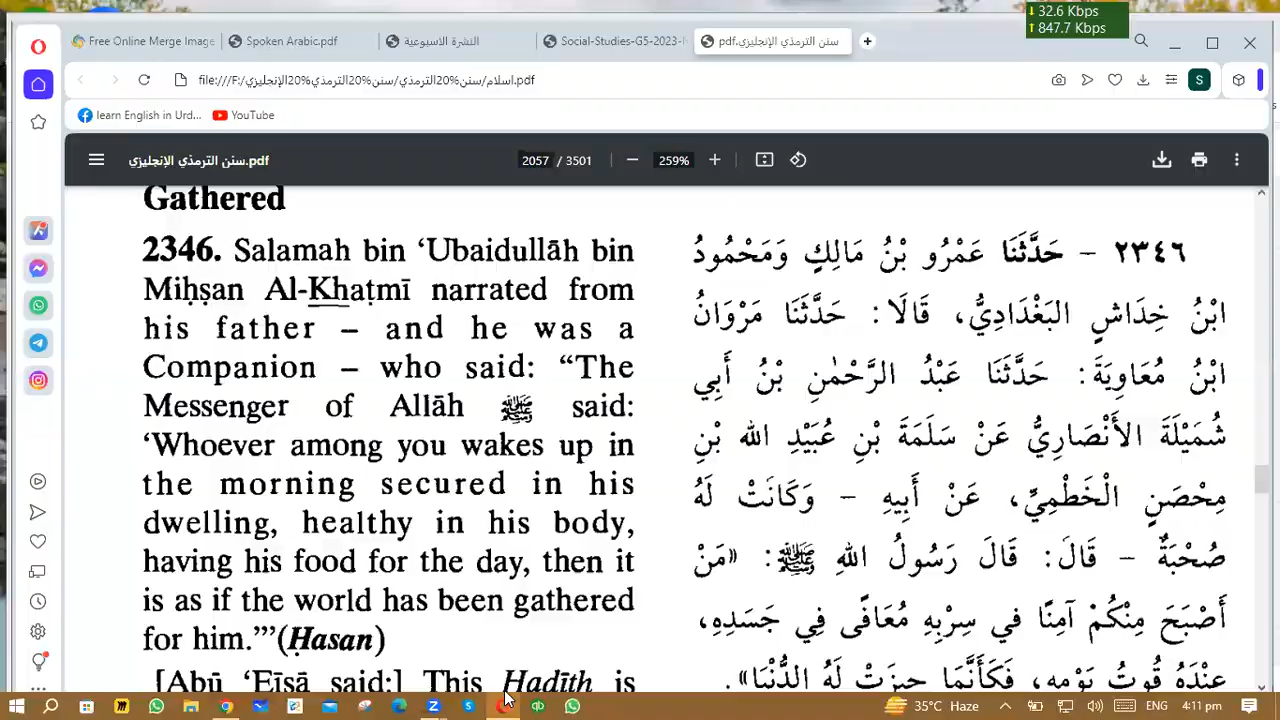 32.6 Kbps
847.7 Kbps
Free Online Merge Image
Spoken Arabic.pdf
النشرة الاسبوعية
Social-Studies-G5-2023-
سنن الترمذي الإنجليزي.pdf
file:///F:/اسلام/سنن%20الترمذي/سنن%20الترمذي%20الإنجليزي.pdf
S
learn English in Urd...
YouTube
سنن الترمذي الإنجليزي.pdf
2057 / 3501
259%
Gathered
2346. Salamah bin ‘Ubaidullāh bin
Miḥṣan Al-Khaṭmī narrated from
his father – and he was a
Companion – who said: “The
Messenger of Allāh ﷺ said:
‘Whoever among you wakes up in
the morning secured in his
dwelling, healthy in his body,
having his food for the day, then it
is as if the world has been gathered
for him.’”(Ḥasan)
[Abū ‘Eīsā said:] This Ḥadīth is
٢٣٤٦ – حَدَّثَنَا عَمْرُو بْنُ مَالِكٍ وَمَحْمُودُ
ابْنُ خِدَاشٍ البَغْدَادِيُّ، قَالَا: حَدَّثَنَا مَرْوَانُ
ابْنُ مُعَاوِيَةَ: حَدَّثَنَا عَبْدُ الرَّحْمٰنِ بْنُ أَبِي
شُمَيْلَةَ الأَنْصَارِيُّ عَنْ سَلَمَةَ بْنِ عُبَيْدِ الله بْنِ
مِحْصَنٍ الْخَطْمِيِّ، عَنْ أَبِيهِ – وَكَانَتْ لَهُ
صُحْبَةٌ – قَالَ: قَالَ رَسُولُ اللهِ ﷺ: «مَنْ
أَصْبَحَ مِنْكُمْ آمِنًا في سِرْبِهِ مُعَافًى فِي جَسَدِهِ،
عِنْدَهُ قُوتُ يَوْمِهِ، فَكَأَنَّمَا حِيزَتْ لَهُ الدُّنْيَا».
35°C Haze
ENG
4:11 pm